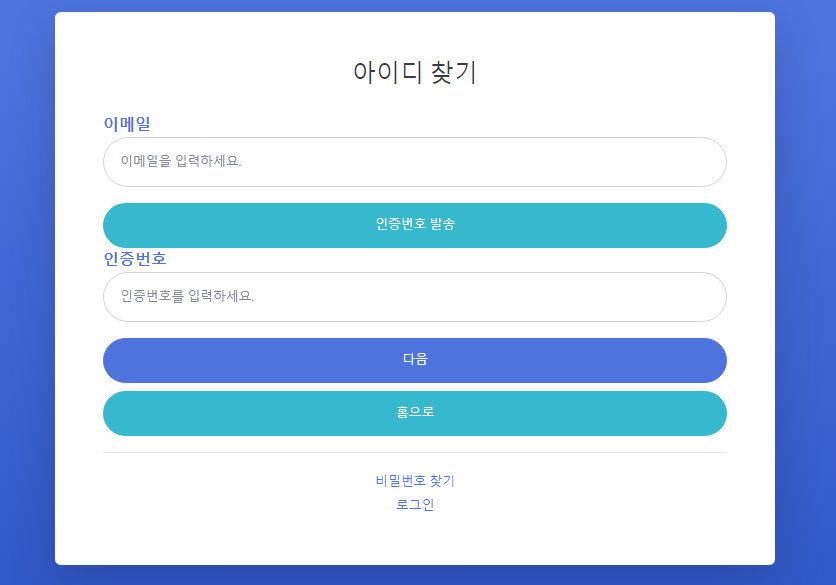 아이디 찾기
이메일
이메일을 입력하세요.
인증번호 발송
인증번호
인증번호를 입력하세요.
다음
홈으로
비밀번호 찾기
로그인